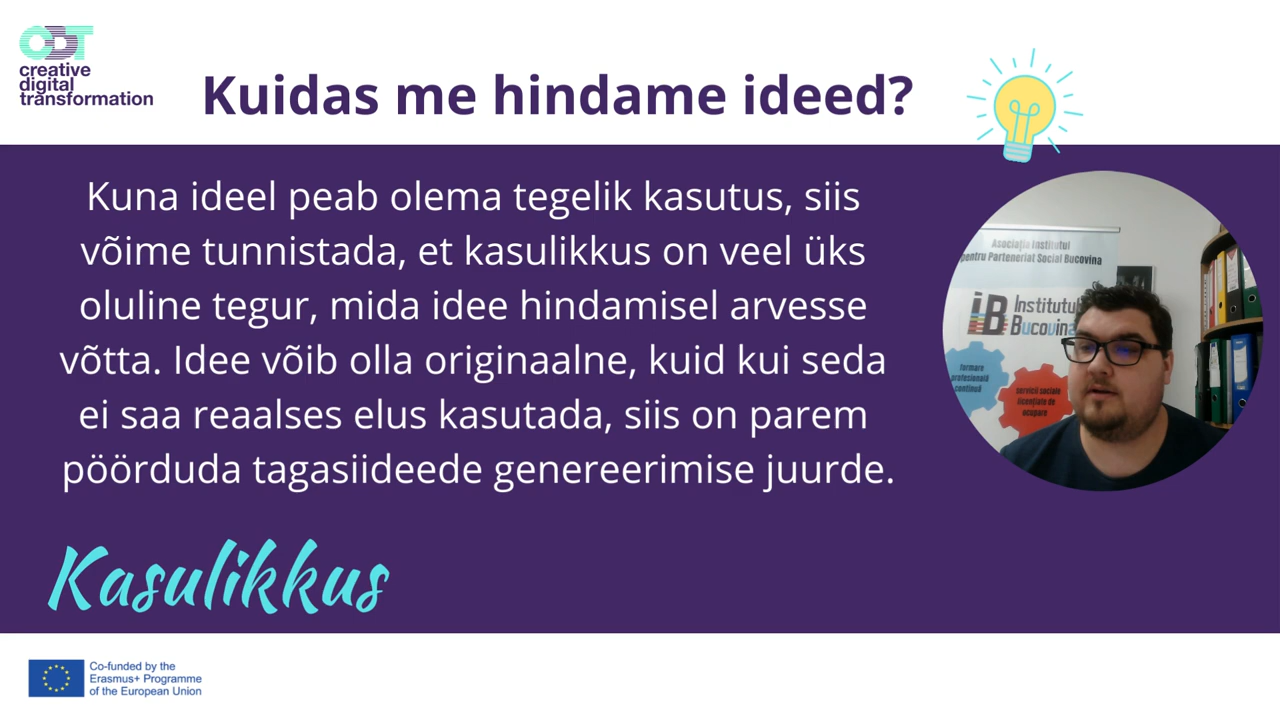 CDT
creative
digital
transformation
Kuidas me hindame ideed?
Kuna ideel peab olema tegelik kasutus, siis
võime tunnistada, et kasulikkus on veel üks
oluline tegur, mida idee hindamisel arvesse
võtta. Idee võib olla originaalne, kuid kui seda
ei saa reaalses elus kasutada, siis on parem
pöörduda tagasiideede genereerimise juurde.
Asociația Institutul
pentru Parteneriat Social Bucovina
iB Institutul
Bucovina
formare
profesională
continuă
servicii sociale
licențiate de
ocupare
Kasulikkus
Co-funded by the
Erasmus+ Programme
of the European Union